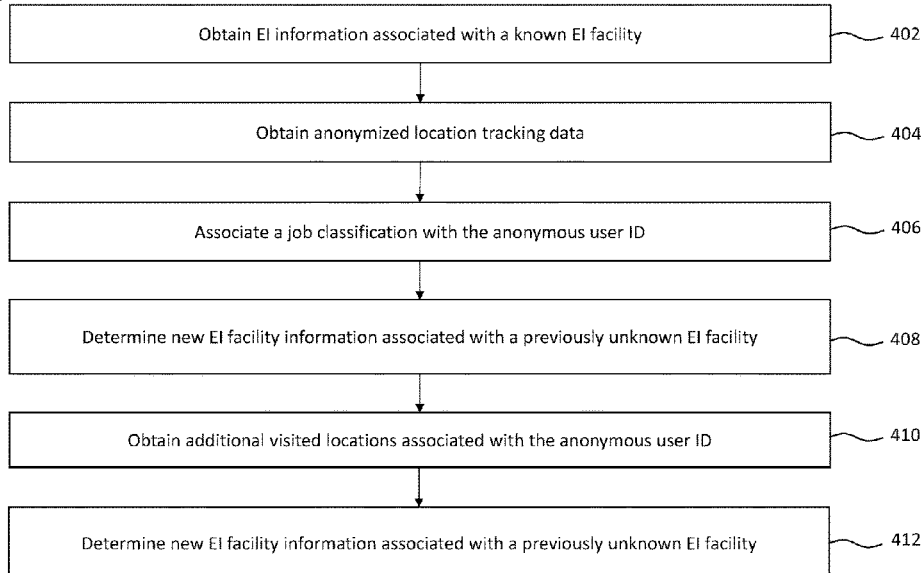 Obtain EI information associated with a known EI facility
402
Obtain anonymized location tracking data
404
Associate a job classification with the anonymous user ID
406
Determine new EI facility information associated with a previously unknown EI facility
408
Obtain additional visited locations associated with the anonymous user ID
410
Determine new EI facility information associated with a previously unknown EI facility
412